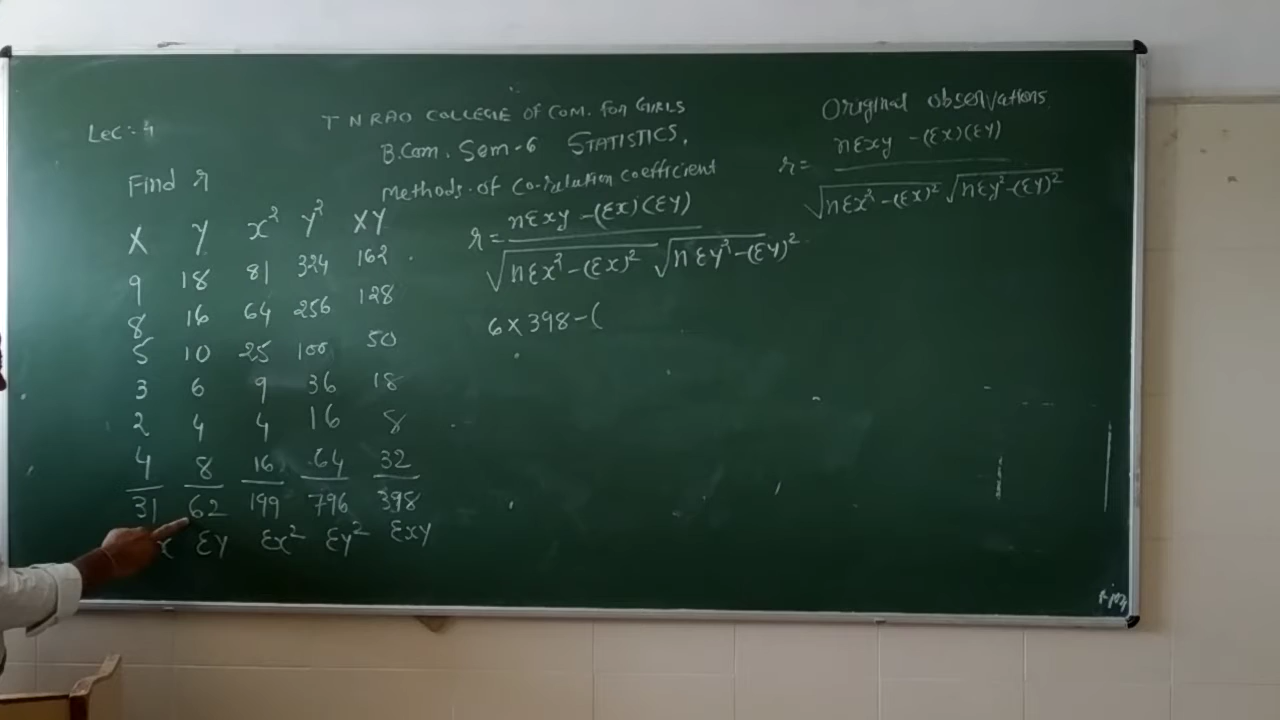 Lec:- 4
T N RAO COLLEGE OF COM. For GIRLS
B.Com. Sem-6 STATISTICS.
Methods of Co-relation coefficient
Original observations
r = nΣxy - (Σx)(Σy)
√nΣx² - (Σx)² √nΣy² - (Σy)²
Find r
X Y x² y² XY
9 18 81 324 162
8 16 64 256 128
5 10 25 100 50
3 6 9 36 18
2 4 4 16 8
4 8 16 64 32
31 62 199 796 398
x Σy Σx² Σy² Σxy
r = nΣxy - (Σx)(Σy)
√nΣx² - (Σx)² √nΣy² - (Σy)²
6 × 398 - (